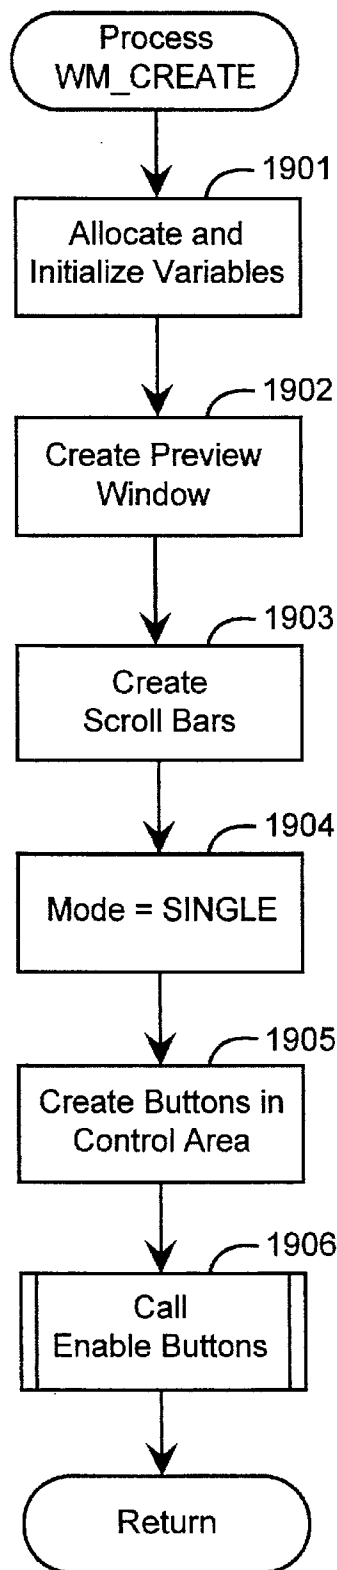 Process
WM_CREATE
1901
Allocate and
Initialize Variables
1902
Create Preview
Window
1903
Create
Scroll Bars
1904
Mode = SINGLE
1905
Create Buttons in
Control Area
1906
Call
Enable Buttons
Return